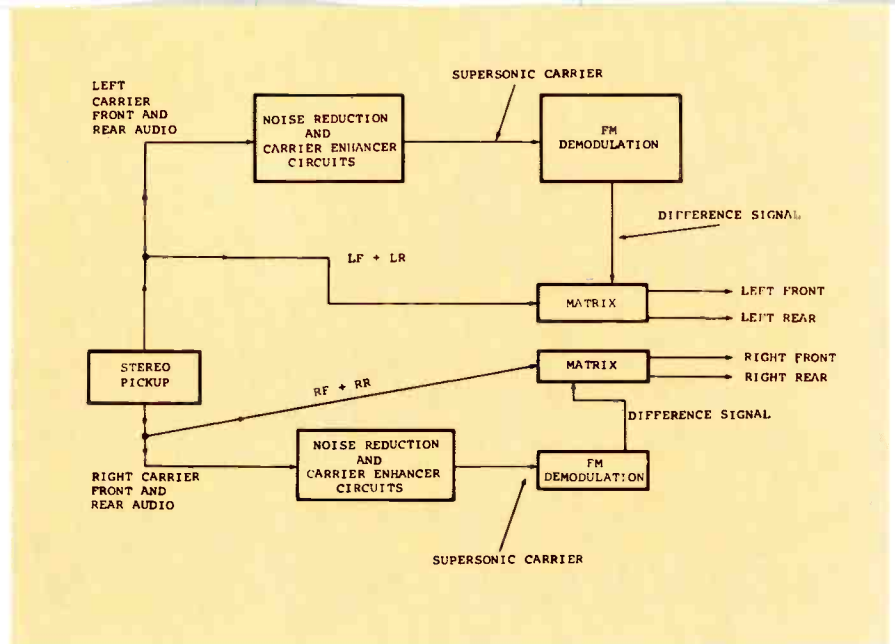 LEFT
CARRIER
FRONT AND
REAR AUDIO
NOISE REDUCTION
AND
CARRIER ENHANCER
CIRCUITS
SUPERSONIC CARRIER
FM
DEMODULATION
DIFFERENCE SIGNAL
LF + LR
MATRIX
LEFT FRONT
LEFT REAR
STEREO
PICKUP
RF + RR
MATRIX
RIGHT FRONT
RIGHT REAR
DIFFERENCE SIGNAL
NOISE REDUCTION
AND
CARRIER ENHANCER
CIRCUITS
FM
DEMODULATION
RIGHT CARRIER
FRONT AND
REAR AUDIO
SUPERSONIC CARRIER